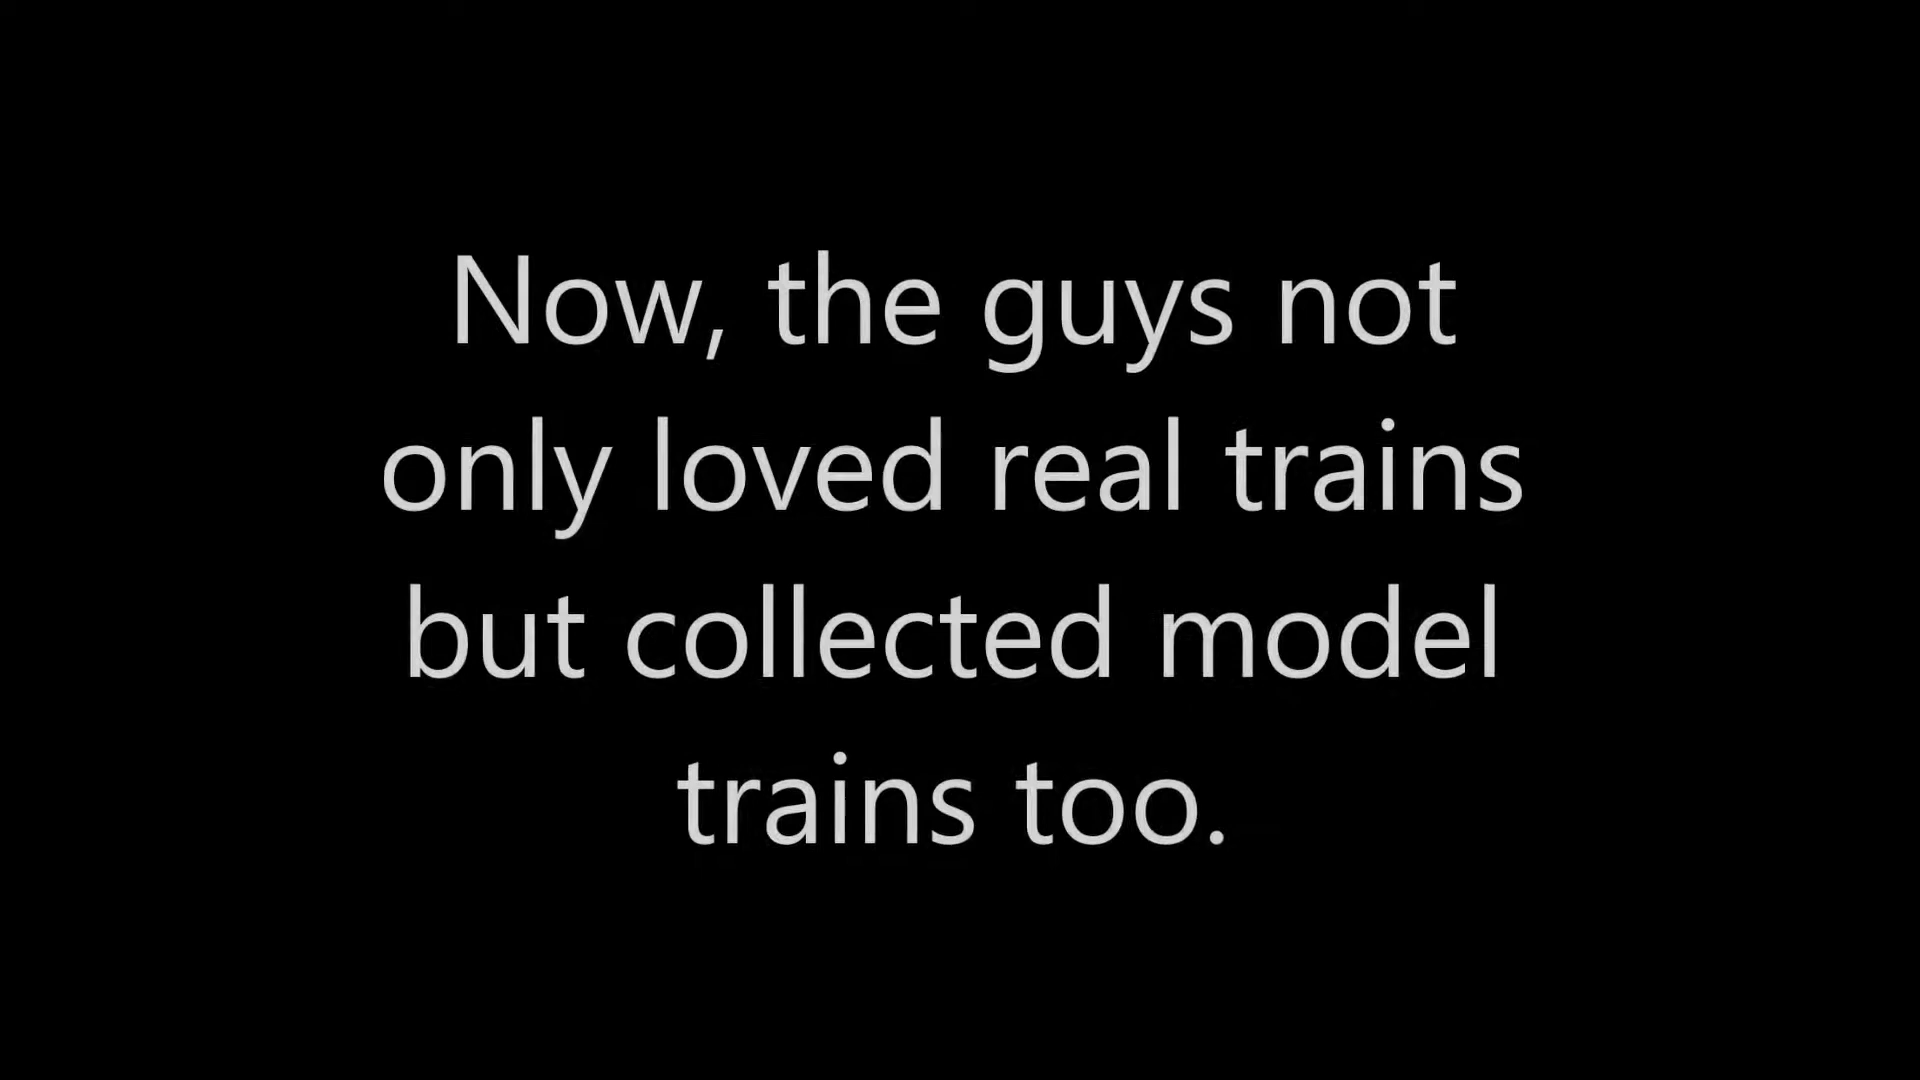 Now, the guys not
only loved real trains
but collected model
trains too.